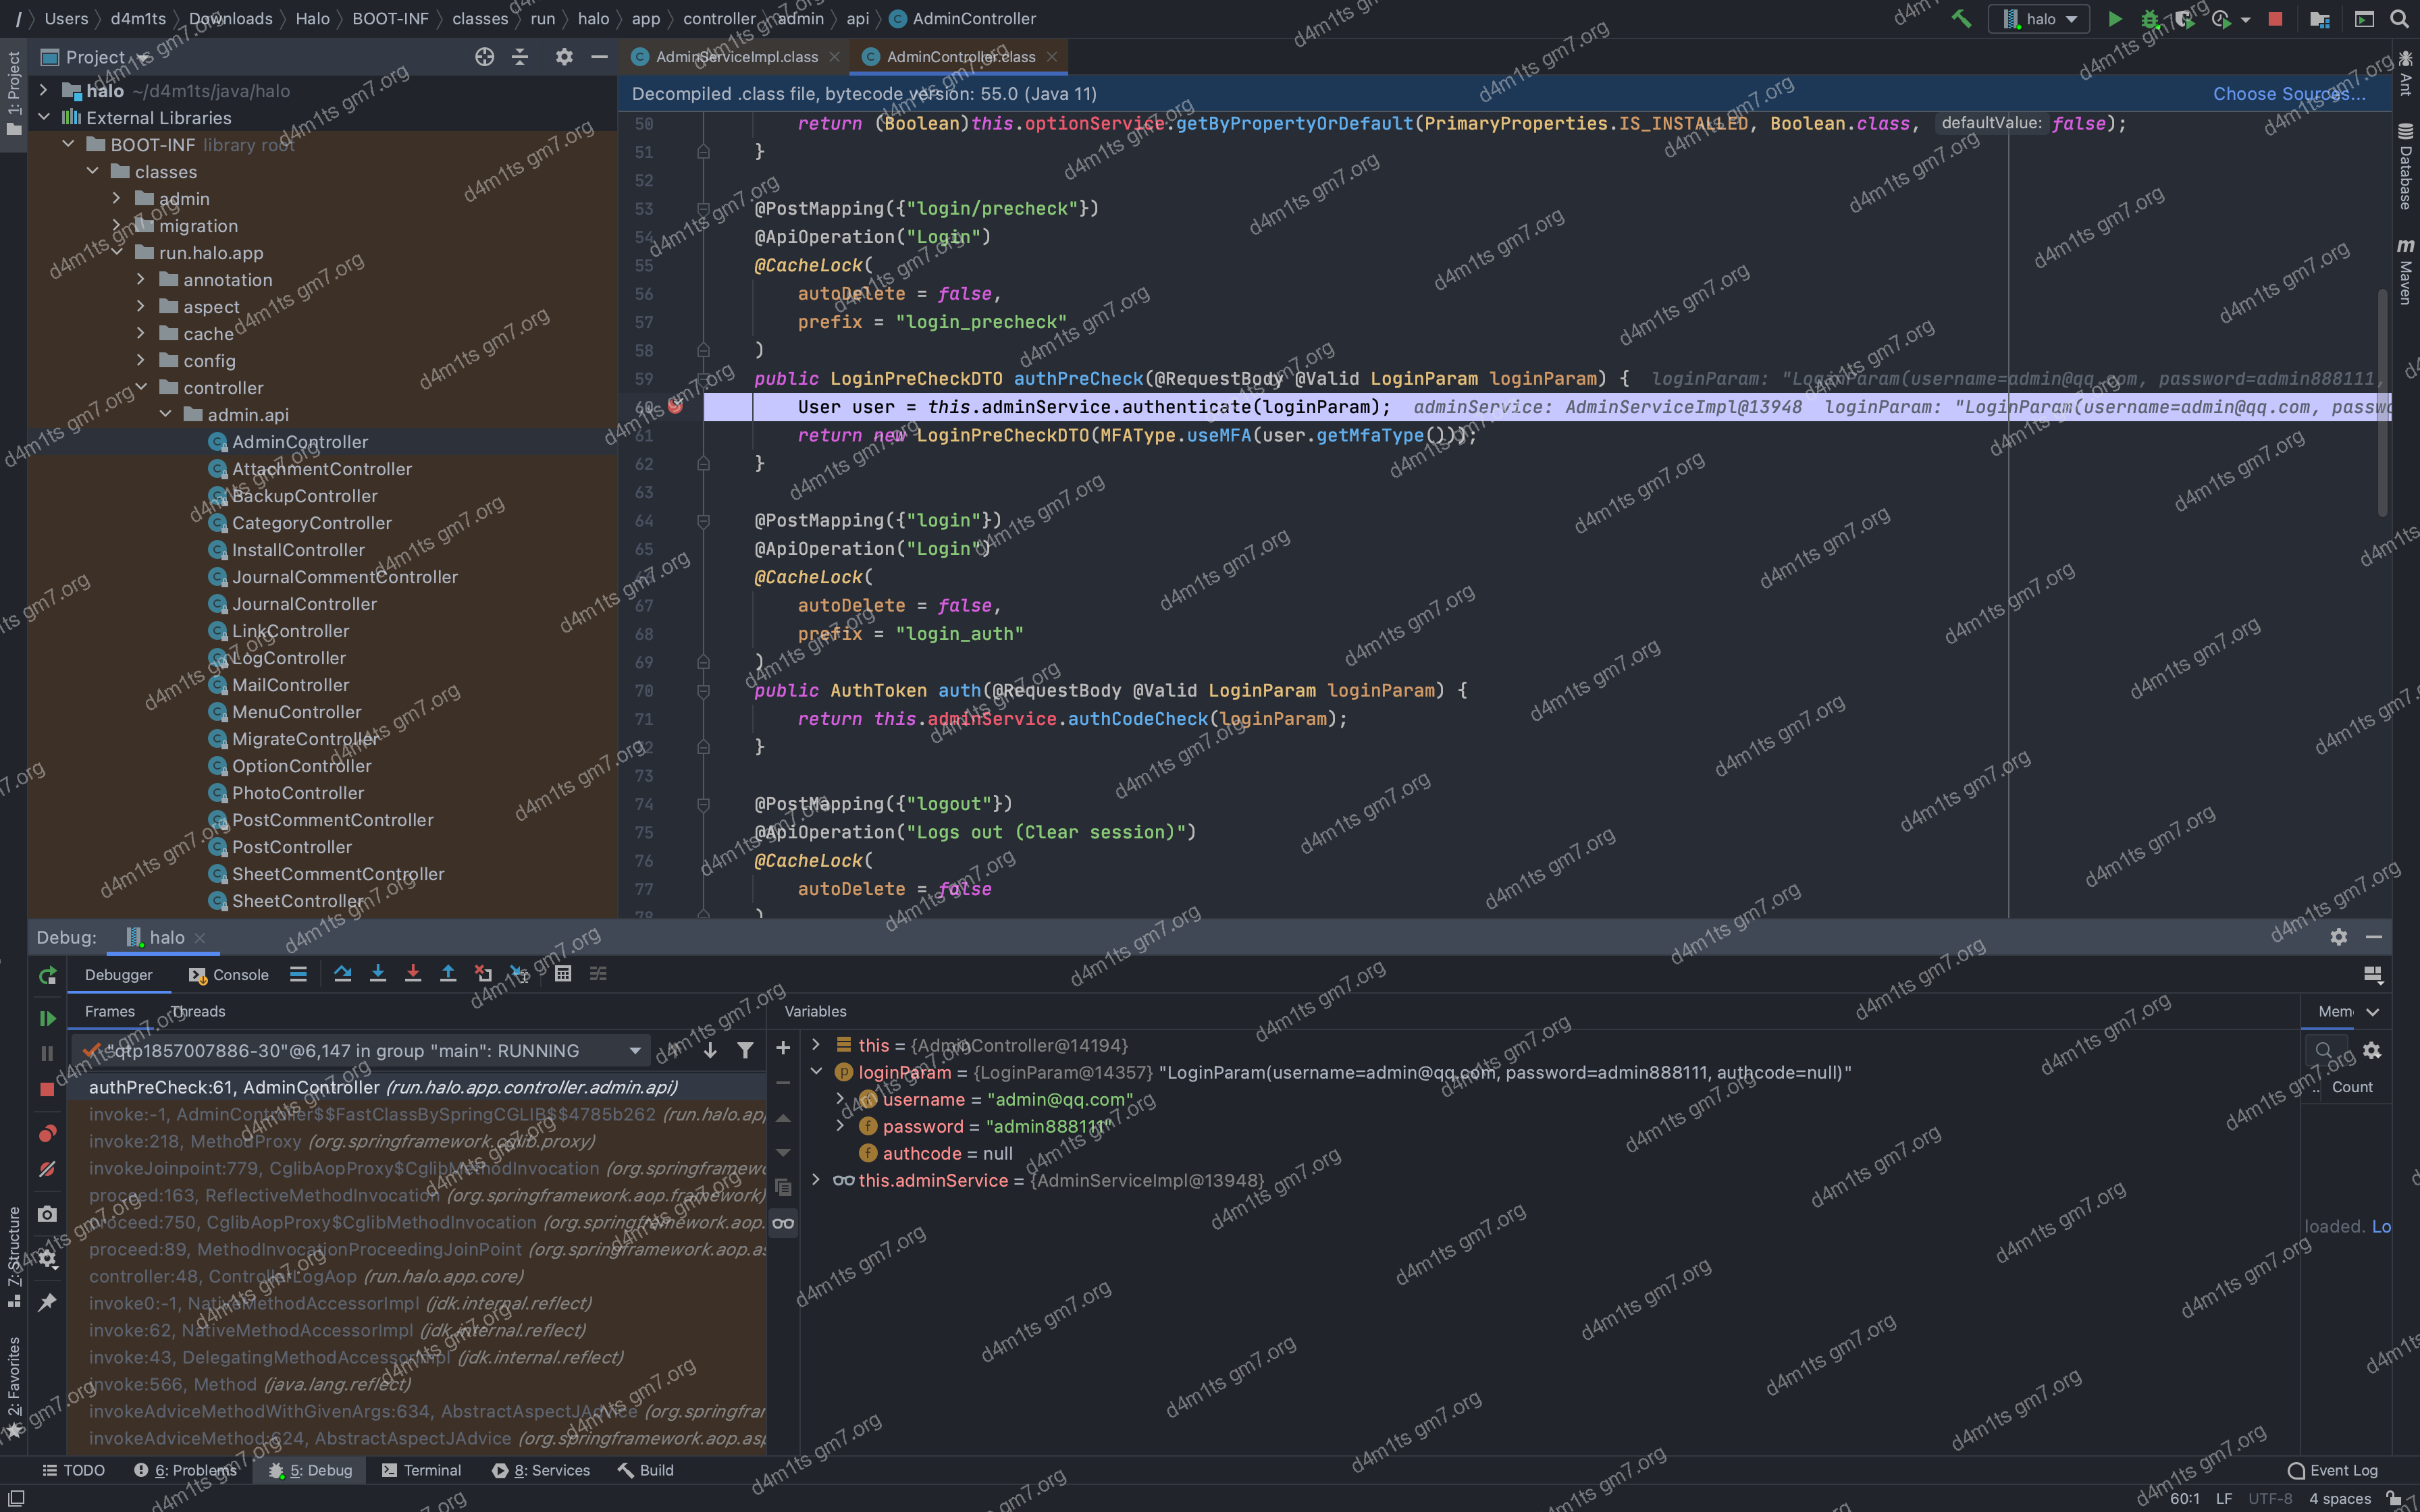 / Users d4m1ts Downloads Halo BOOT-INF classes run halo app controller admin api AdminController
halo
Project
AdminServiceImpl.class
AdminController.class
1: Project
Ant
Database
Maven
7: Structure
2: Favorites
halo ~/d4m1ts/java/halo
External Libraries
BOOT-INF library root
classes
admin
migration
run.halo.app
annotation
aspect
cache
config
controller
admin.api
AdminController
AttachmentController
BackupController
CategoryController
InstallController
JournalCommentController
JournalController
LinkController
LogController
MailController
MenuController
MigrateController
OptionController
PhotoController
PostCommentController
PostController
SheetCommentController
SheetController
Decompiled .class file, bytecode version: 55.0 (Java 11)
Choose Sources...
50 return (Boolean)this.optionService.getByPropertyOrDefault(PrimaryProperties.IS_INSTALLED, Boolean.class, defaultValue: false);
51 }
52
53 @PostMapping({"login/precheck"})
54 @ApiOperation("Login")
55 @CacheLock(
56 autoDelete = false,
57 prefix = "login_precheck"
58 )
59 public LoginPreCheckDTO authPreCheck(@RequestBody @Valid LoginParam loginParam) { loginParam: "LoginParam(username=admin@qq.com, password=admin888111,
60 User user = this.adminService.authenticate(loginParam); adminService: AdminServiceImpl@13948 loginParam: "LoginParam(username=admin@qq.com, passwo
61 return new LoginPreCheckDTO(MFAType.useMFA(user.getMfaType()));
62 }
63
64 @PostMapping({"login"})
65 @ApiOperation("Login")
@CacheLock(
67 autoDelete = false,
68 prefix = "login_auth"
69 )
70 public AuthToken auth(@RequestBody @Valid LoginParam loginParam) {
71 return this.adminService.authCodeCheck(loginParam);
72 }
73
74 @PostMapping({"logout"})
75 @ApiOperation("Logs out (Clear session)")
76 @CacheLock(
77 autoDelete = false
78 )
Debug: halo
Debugger Console
Frames Threads
Variables
Mem
"qtp1857007886-30"@6,147 in group "main": RUNNING
authPreCheck:61, AdminController (run.halo.app.controller.admin.api)
invoke:-1, AdminController$$FastClassBySpringCGLIB$$4785b262 (run.halo.app
invoke:218, MethodProxy (org.springframework.cglib.proxy)
invokeJoinpoint:779, CglibAopProxy$CglibMethodInvocation (org.springframewo
proceed:163, ReflectiveMethodInvocation (org.springframework.aop.framework)
proceed:750, CglibAopProxy$CglibMethodInvocation (org.springframework.aop.
proceed:89, MethodInvocationProceedingJoinPoint (org.springframework.aop.as
controller:48, ControllerLogAop (run.halo.app.core)
invoke0:-1, NativeMethodAccessorImpl (jdk.internal.reflect)
invoke:62, NativeMethodAccessorImpl (jdk.internal.reflect)
invoke:43, DelegatingMethodAccessorImpl (jdk.internal.reflect)
invoke:566, Method (java.lang.reflect)
invokeAdviceMethodWithGivenArgs:634, AbstractAspectJAdvice (org.springfran
invokeAdviceMethod:624, AbstractAspectJAdvice (org.springframework.aop.asp
this = {AdminController@14194}
loginParam = {LoginParam@14357} "LoginParam(username=admin@qq.com, password=admin888111, authcode=null)"
username = "admin@qq.com"
password = "admin888111"
authcode = null
this.adminService = {AdminServiceImpl@13948}
.. Count
loaded. Lo
TODO 6: Problems 5: Debug Terminal 8: Services Build
Event Log
60:1 LF UTF-8 4 spaces
d4m1ts gm7.org